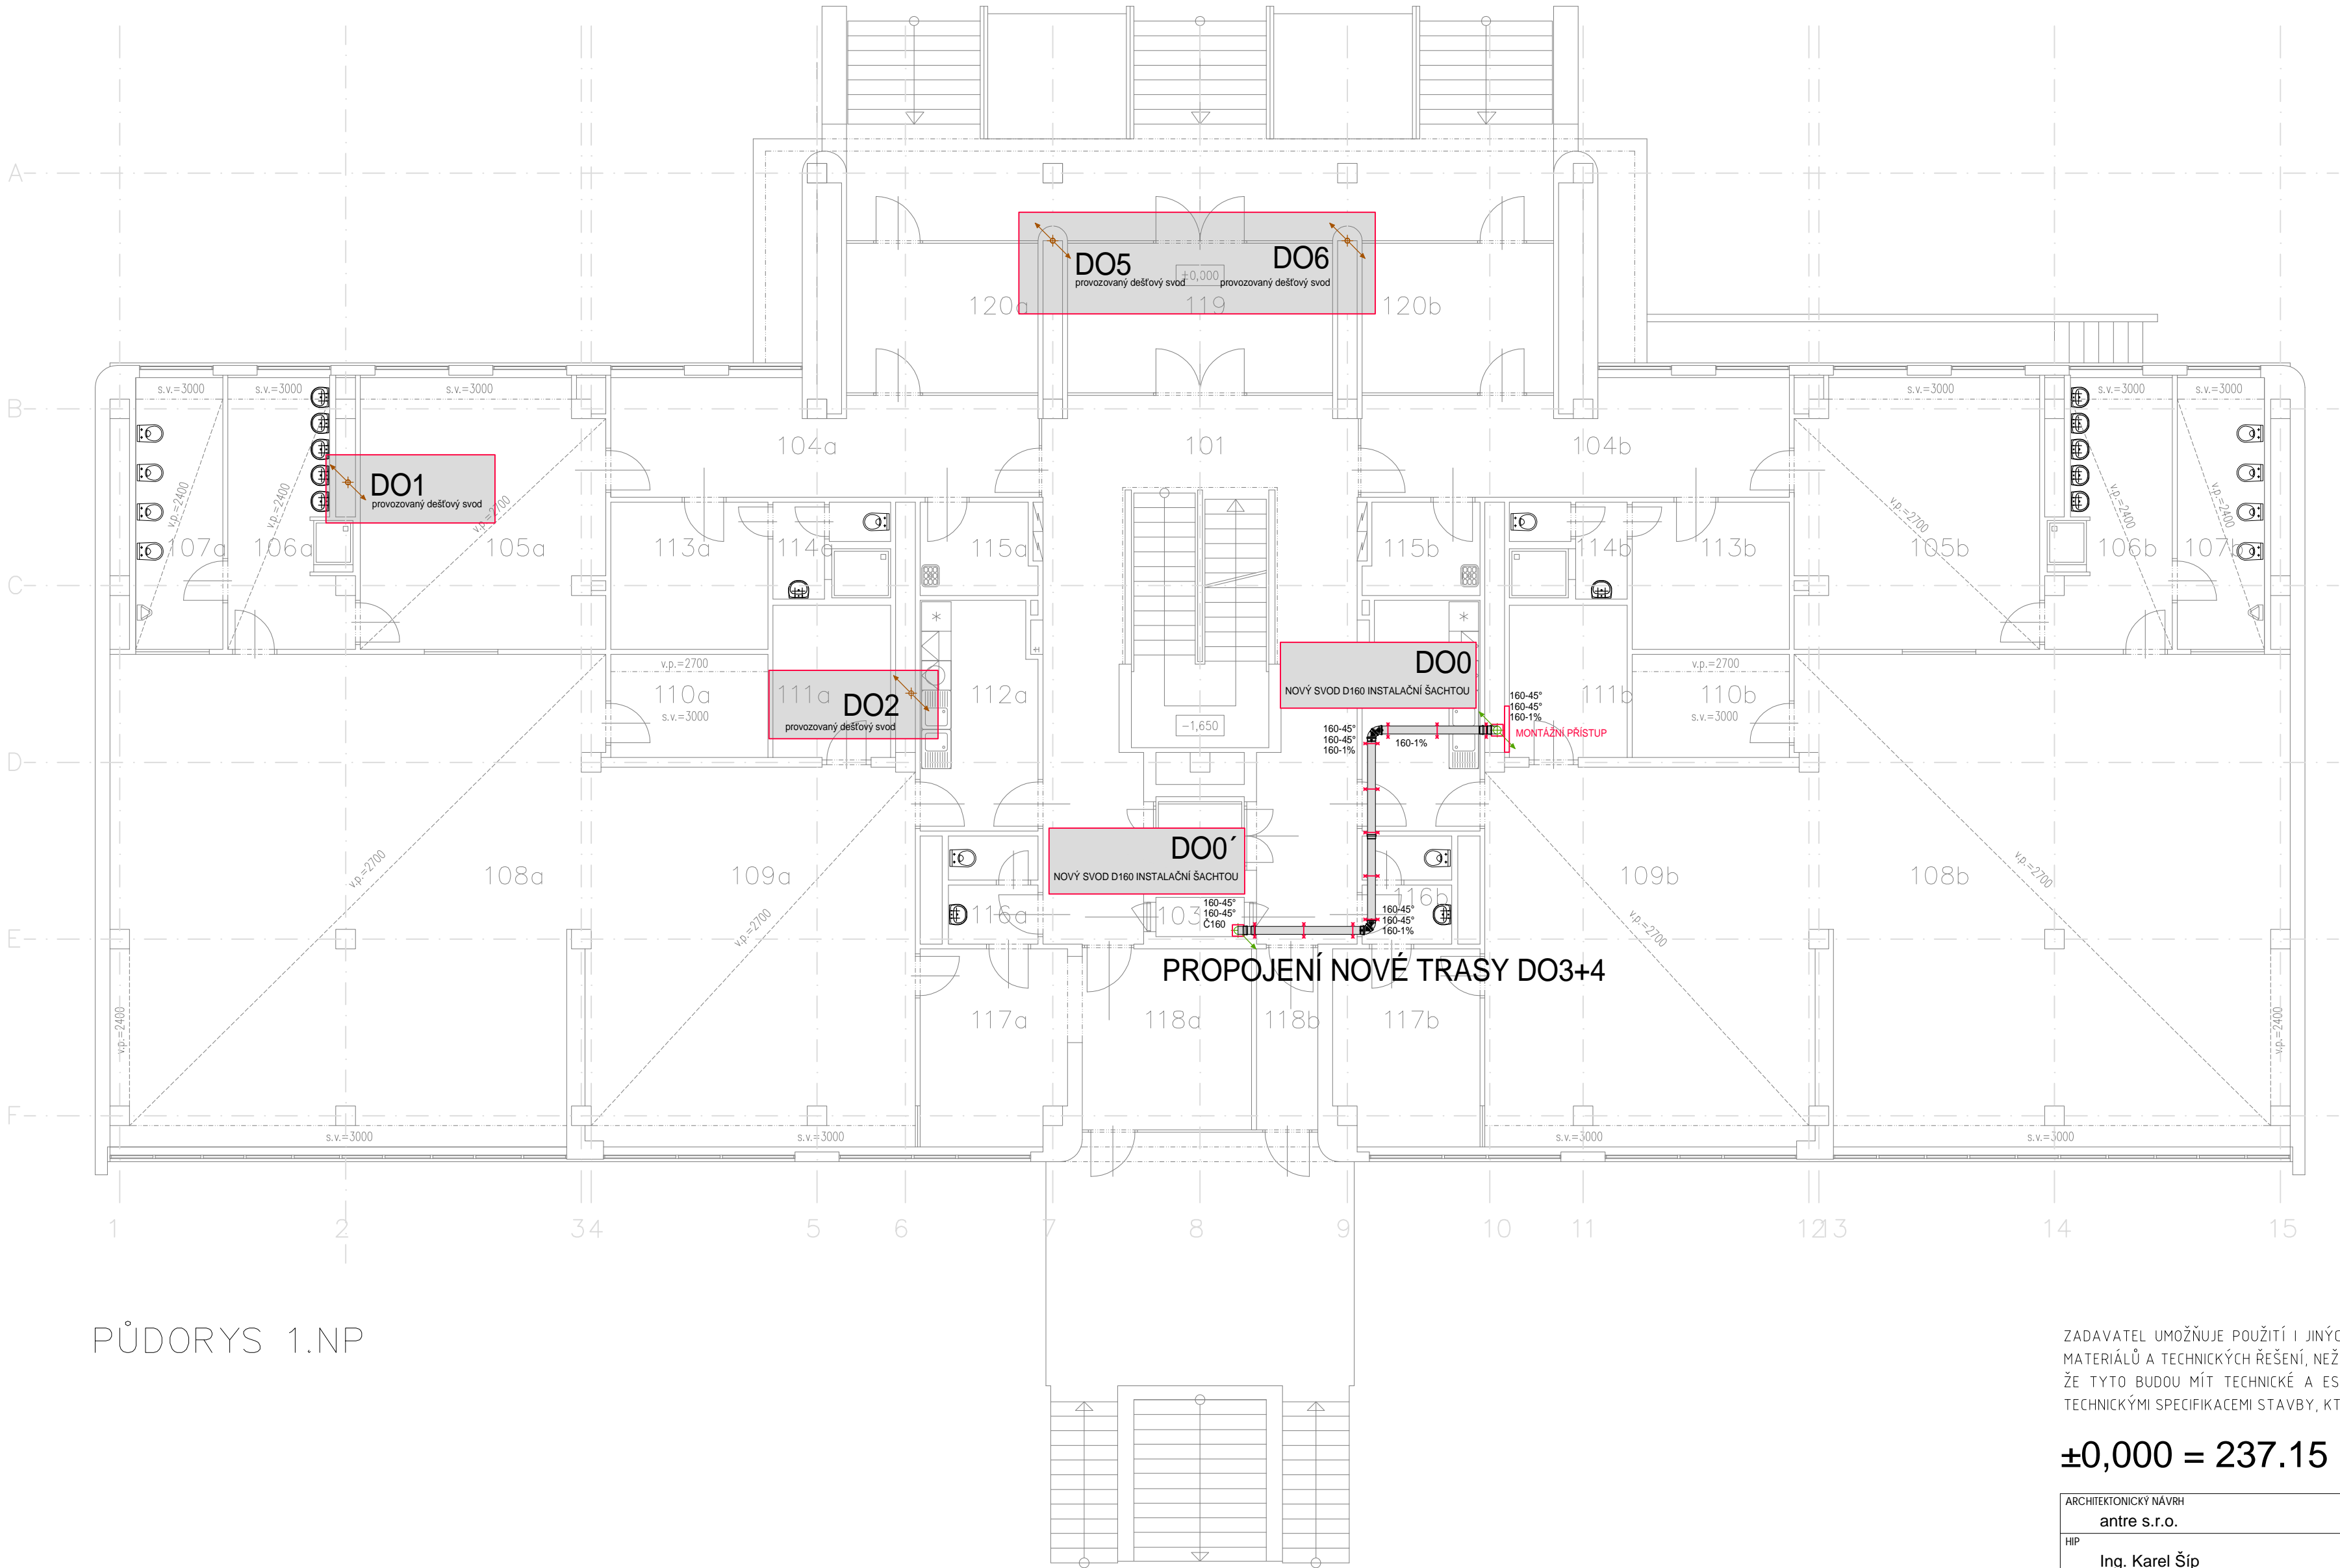 A
DO5
provozovaný dešťový svod
DO6
provozovaný dešťový svod
±0,000
120a
119
120b
s.v.=3000
s.v.=3000
s.v.=3000
s.v.=3000
s.v.=3000
s.v.=3000
B
104a
101
104b
DO1
provozovaný dešťový svod
v.p.=2400
v.p.=2400
v.p.=2700
v.p.=2700
v.p.=2400
v.p.=2400
107a
106a
105a
113a
114a
115a
115b
114b
113b
105b
106b
107b
C
v.p.=2700
110a
s.v.=3000
111a
DO2
provozovaný dešťový svod
112a
-1,650
DO0
NOVÝ SVOD D160 INSTALAČNÍ ŠACHTOU
160-45°
160-45°
160-1%
MONTÁŽNÍ PŘÍSTUP
111b
v.p.=2700
110b
s.v.=3000
160-45°
160-45°
160-1%
160-1%
D
DO0´
NOVÝ SVOD D160 INSTALAČNÍ ŠACHTOU
v.p.=2700
108a
109a
v.p.=2700
116a
103
160-45°
160-45°
Č160
116b
160-45°
160-45°
160-1%
109b
v.p.=2700
108b
v.p.=2700
E
PROPOJENÍ NOVÉ TRASY DO3+4
117a
118a
118b
117b
v.p.=2400
v.p.=2400
F
s.v.=3000
s.v.=3000
s.v.=3000
s.v.=3000
1
2
3
4
5
6
7
8
9
10
11
12
13
14
15
PŮDORYS 1.NP
ZADAVATEL UMOŽŇUJE POUŽITÍ I JINÝC
MATERIÁLŮ A TECHNICKÝCH ŘEŠENÍ, NEŽ
ŽE TYTO BUDOU MÍT TECHNICKÉ A ES
TECHNICKÝMI SPECIFIKACEMI STAVBY, KT
±0,000 = 237.15
ARCHITEKTONICKÝ NÁVRH
antre s.r.o.
HIP
Ing. Karel Šíp